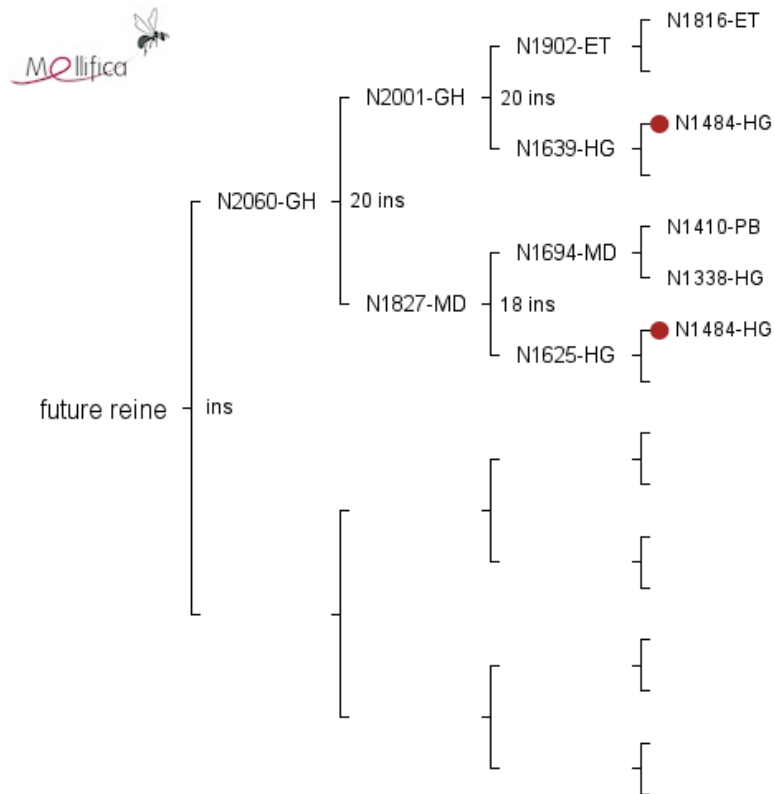 Mellifica
N1816-ET
N1902-ET
N2001-GH
20 ins
N1484-HG
N1639-HG
N2060-GH
20 ins
N1410-PB
N1694-MD
N1338-HG
N1827-MD
18 ins
N1484-HG
N1625-HG
future reine
ins